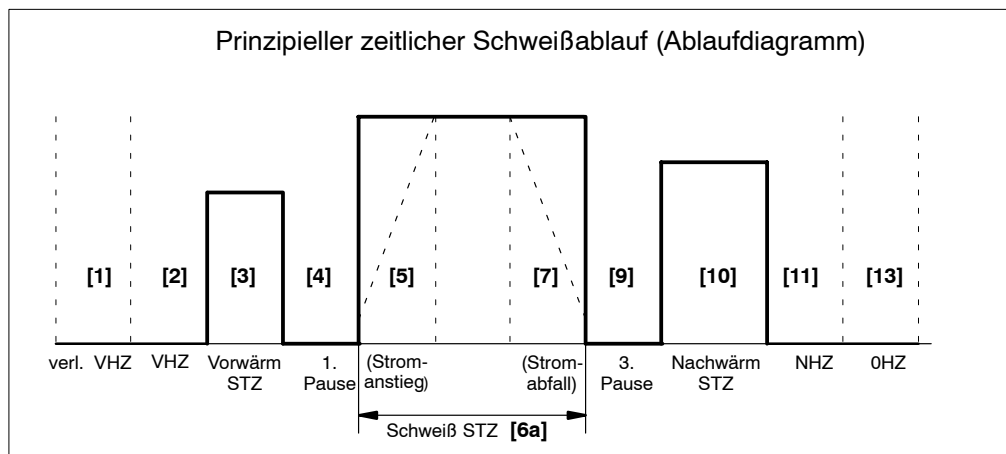 Prinzipieller zeitlicher Schweißablauf (Ablaufdiagramm)
[1] [2] [3] [4] [5] [7] [9] [10] [11] [13]
verl. VHZ VHZ Vorwärm 1. (Strom- (Strom- 3. Nachwärm NHZ 0HZ
STZ Pause anstieg) abfall) Pause STZ
Schweiß STZ [6a]